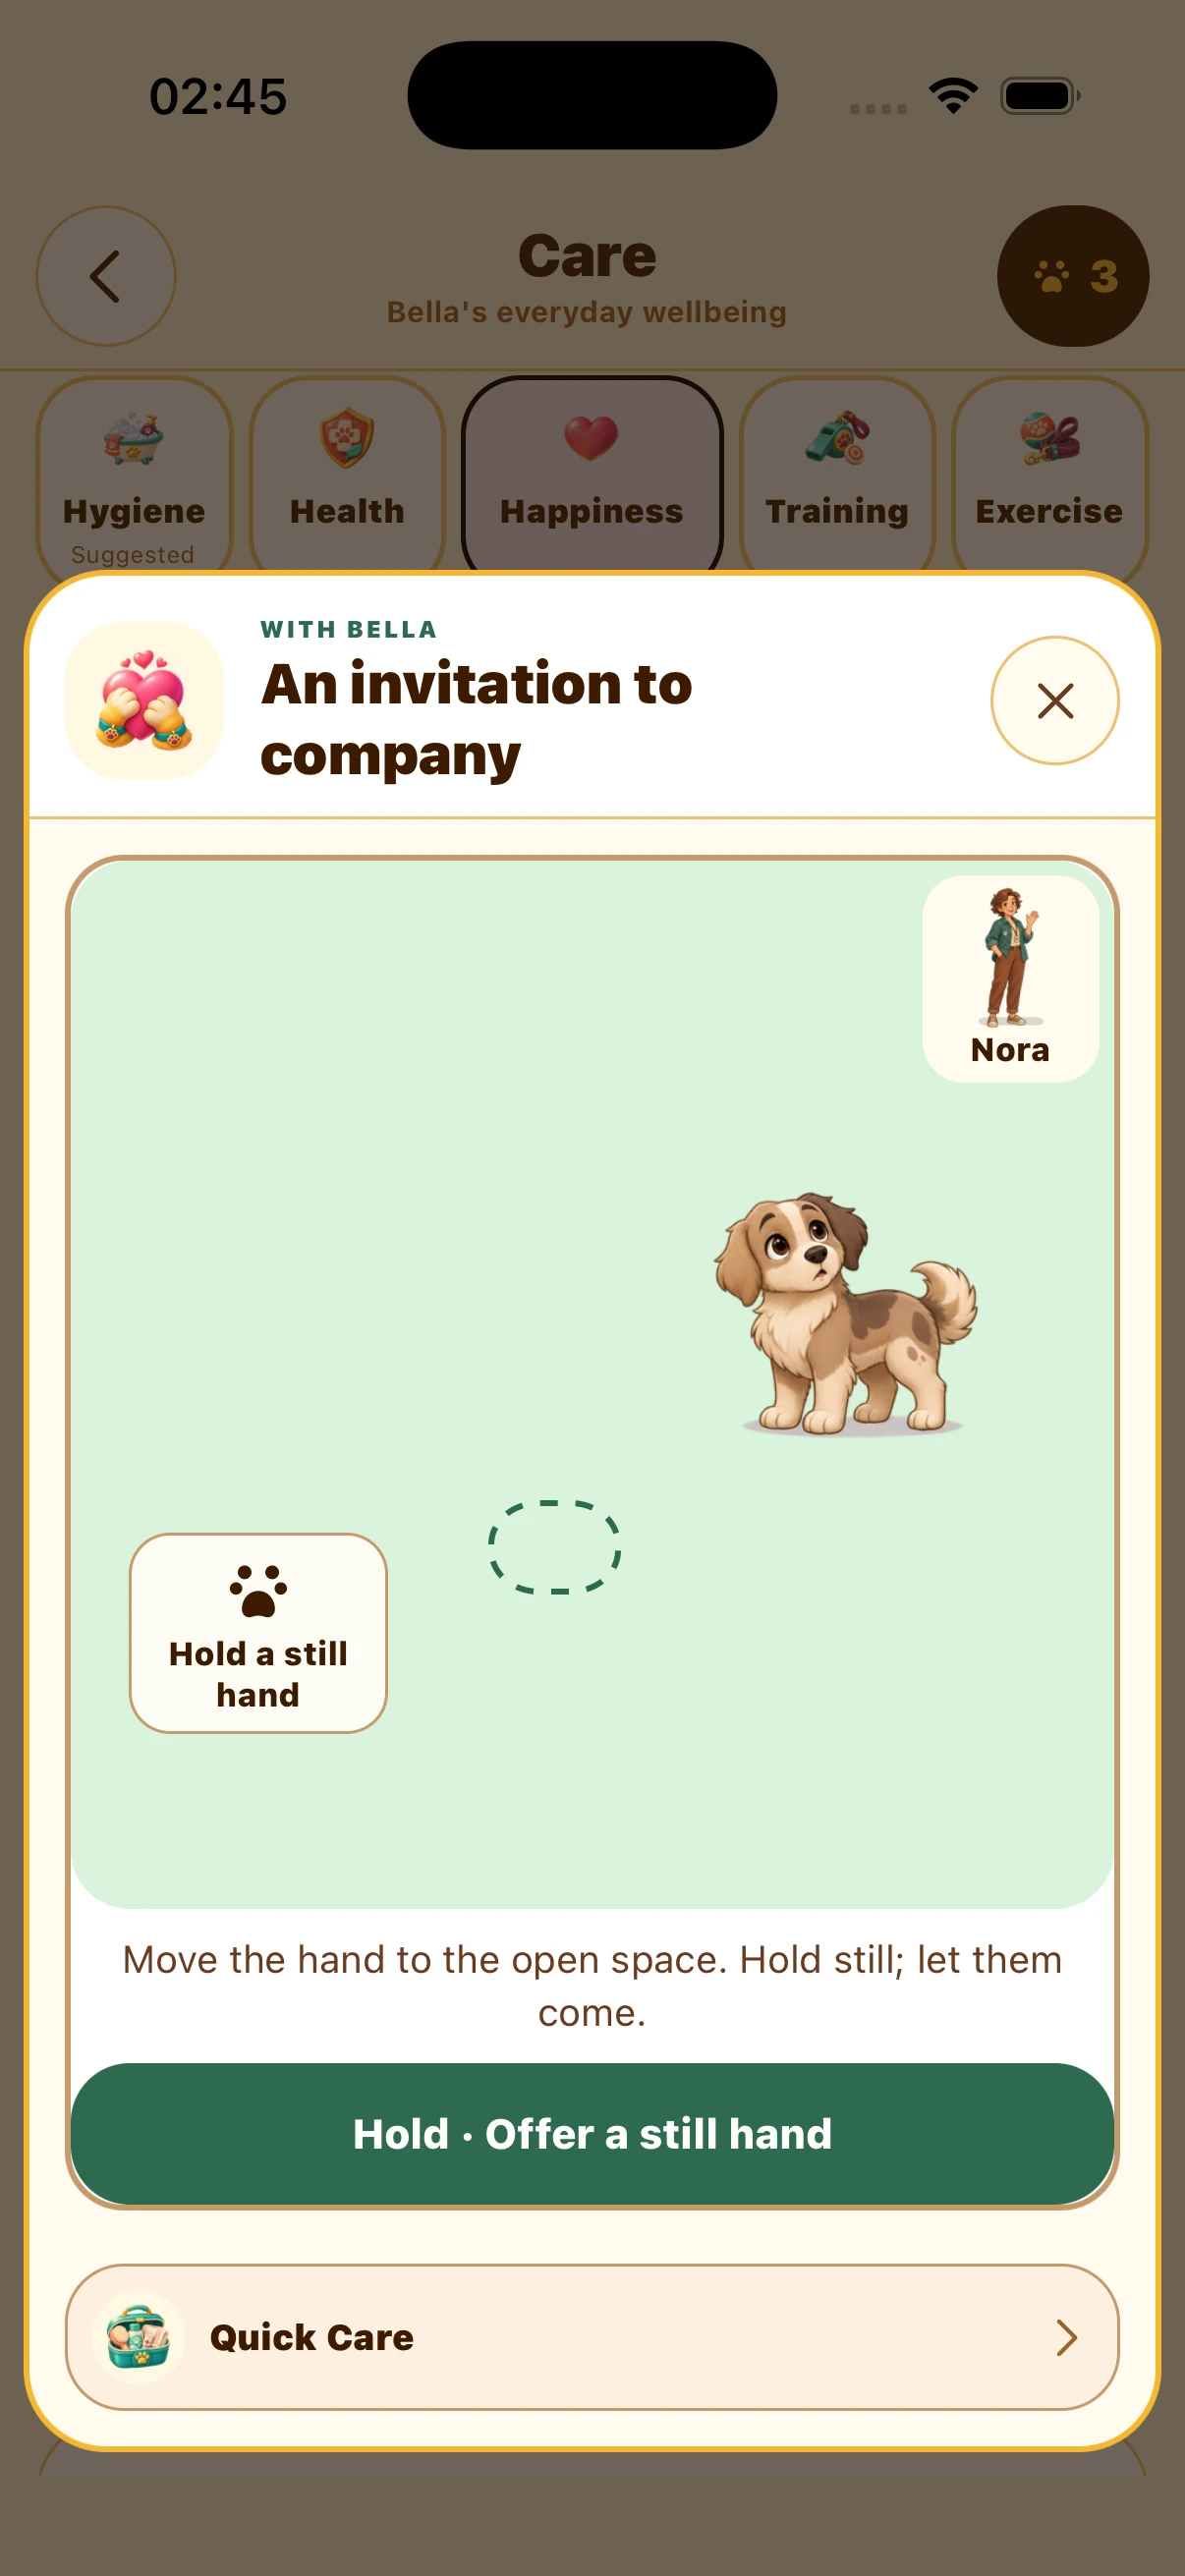 02:45
Care
Bella's everyday wellbeing
3
Hygiene
Suggested
Health
Happiness
Training
Exercise
WITH BELLA
An invitation to
company
Nora
Hold a still
hand
Move the hand to the open space. Hold still; let them
come.
Hold · Offer a still hand
Quick Care